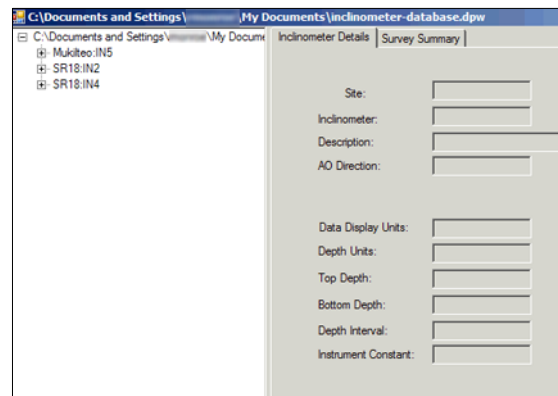 C:\Documents and Settings\ ,My Documents\inclinometer-database.dpw
C:\Documents and Settings\ \My Docume
Mukilteo:IN5
SR18:IN2
SR18:IN4
Inclinometer Details
Survey Summary
Site:
Inclinometer:
Description:
AO Direction:
Data Display Units:
Depth Units:
Top Depth:
Bottom Depth:
Depth Interval:
Instrument Constant: